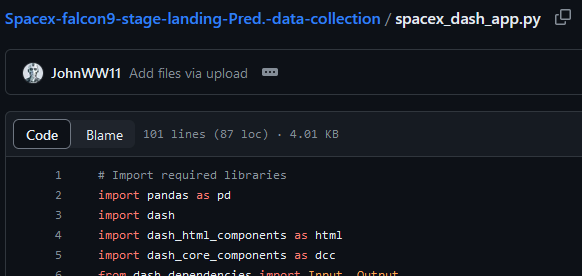 Spacex-falcon9-stage-landing-Pred.-data-collection / spacex_dash_app.py
JohnWW11 Add files via upload
Code Blame 101 lines (87 loc) · 4.01 KB
1 # Import required libraries
2 import pandas as pd
3 import dash
4 import dash_html_components as html
5 import dash_core_components as dcc
6 from dash.dependencies import Input, Output